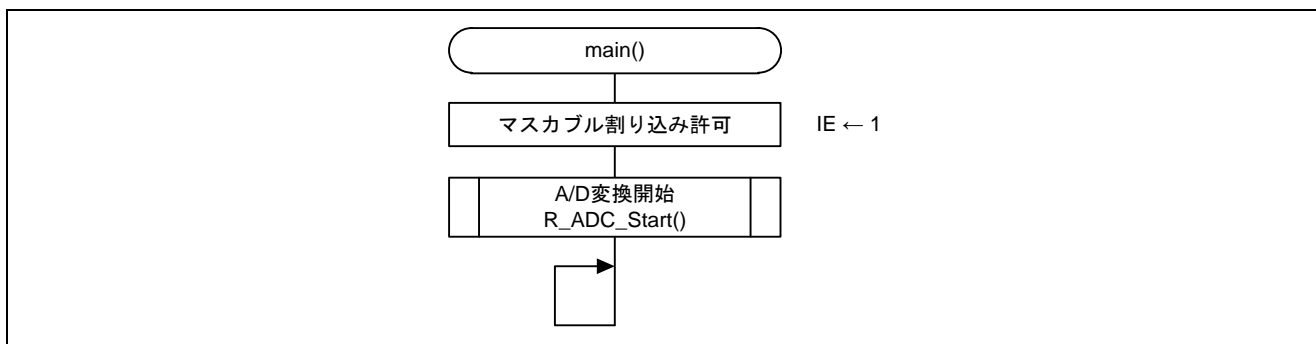 main()
マスカブル割り込み許可
IE ← 1
A/D変換開始
R_ADC_Start()